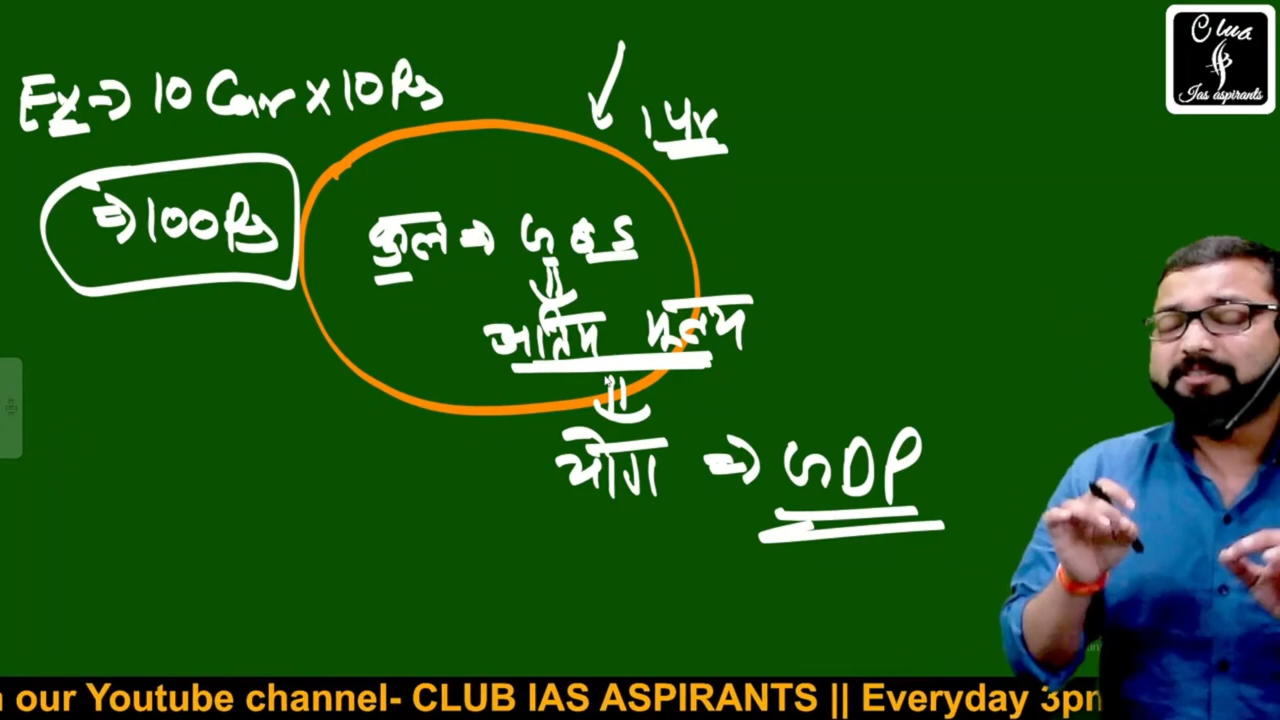 Ex ⇒ 10 Car × 10 Rs
⇒ 100 Rs
1 yr
कुल ⇒ G & S
अंतिम मूल्य
योग ⇒ GDP
Club
Ias aspirants
our Youtube channel- CLUB IAS ASPIRANTS || Everyday 3pm